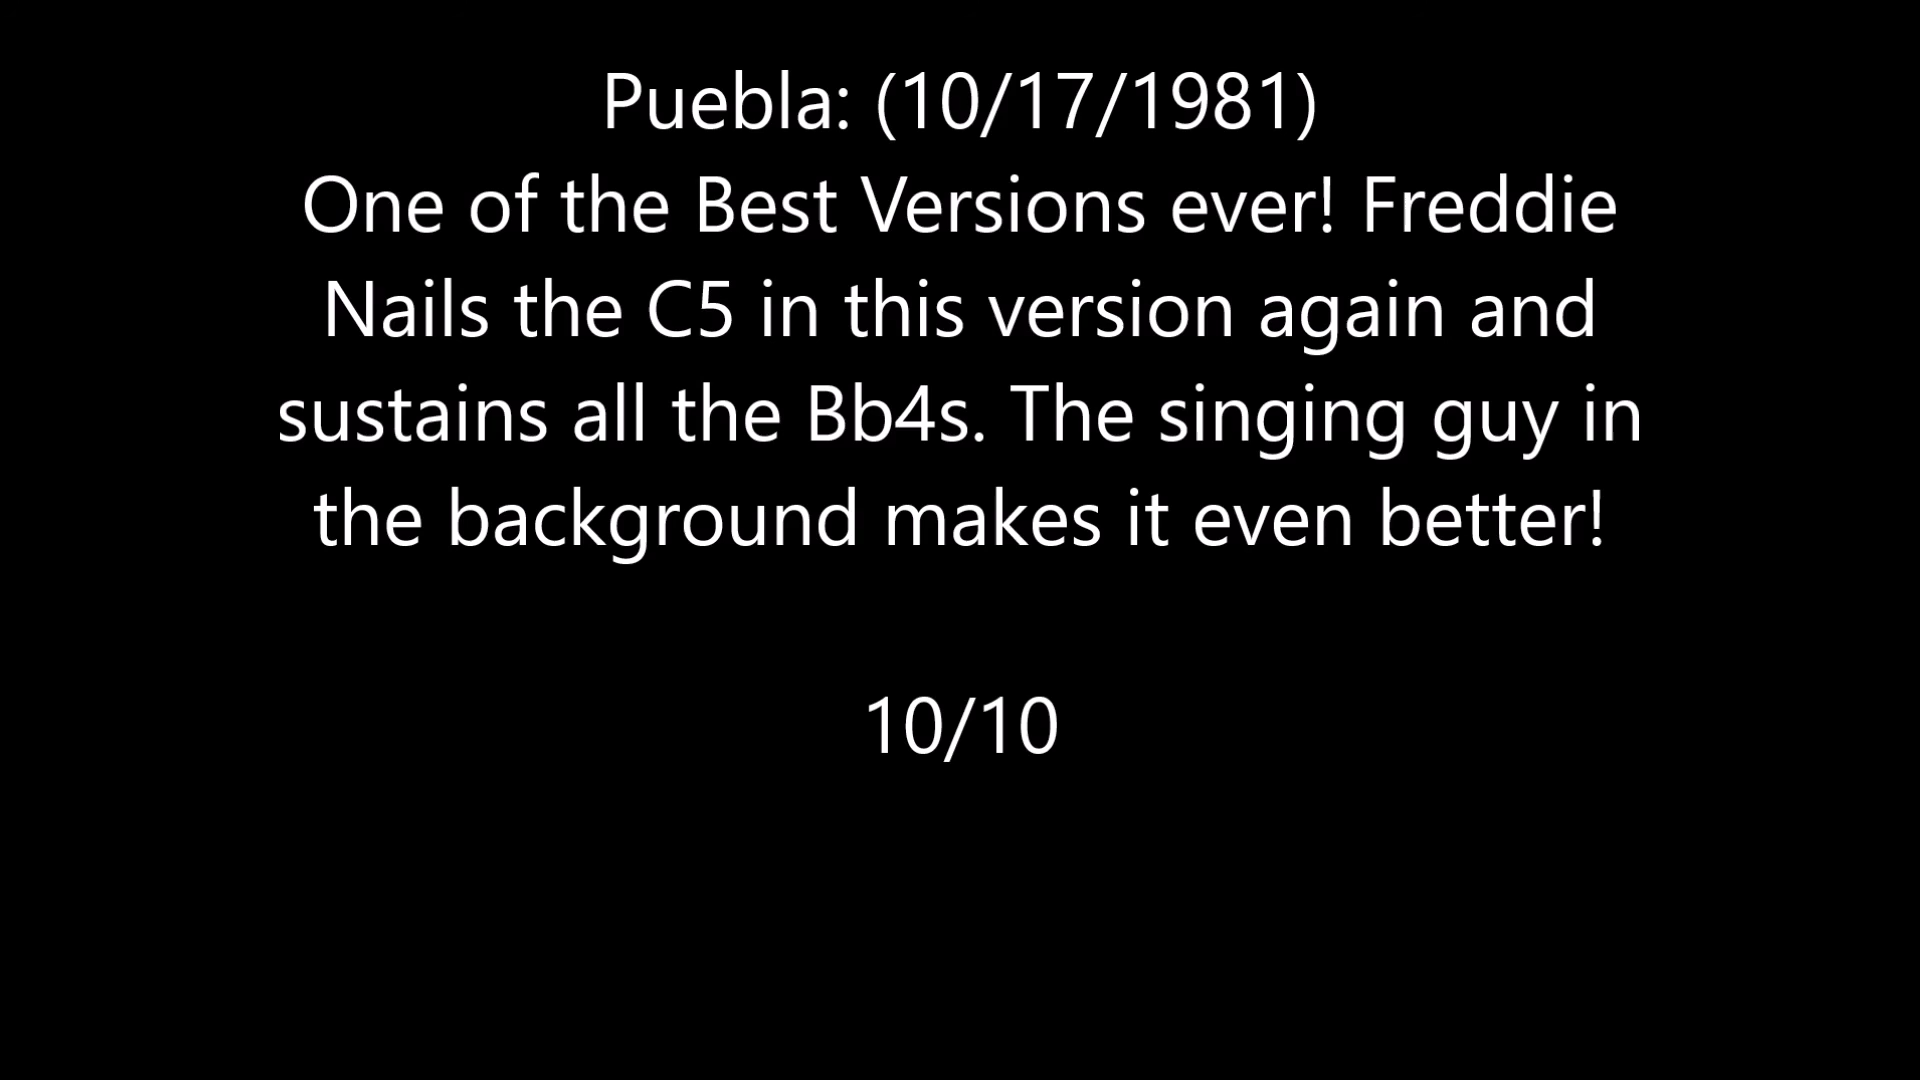 Puebla: (10/17/1981)
One of the Best Versions ever! Freddie
Nails the C5 in this version again and
sustains all the Bb4s. The singing guy in
the background makes it even better!
10/10